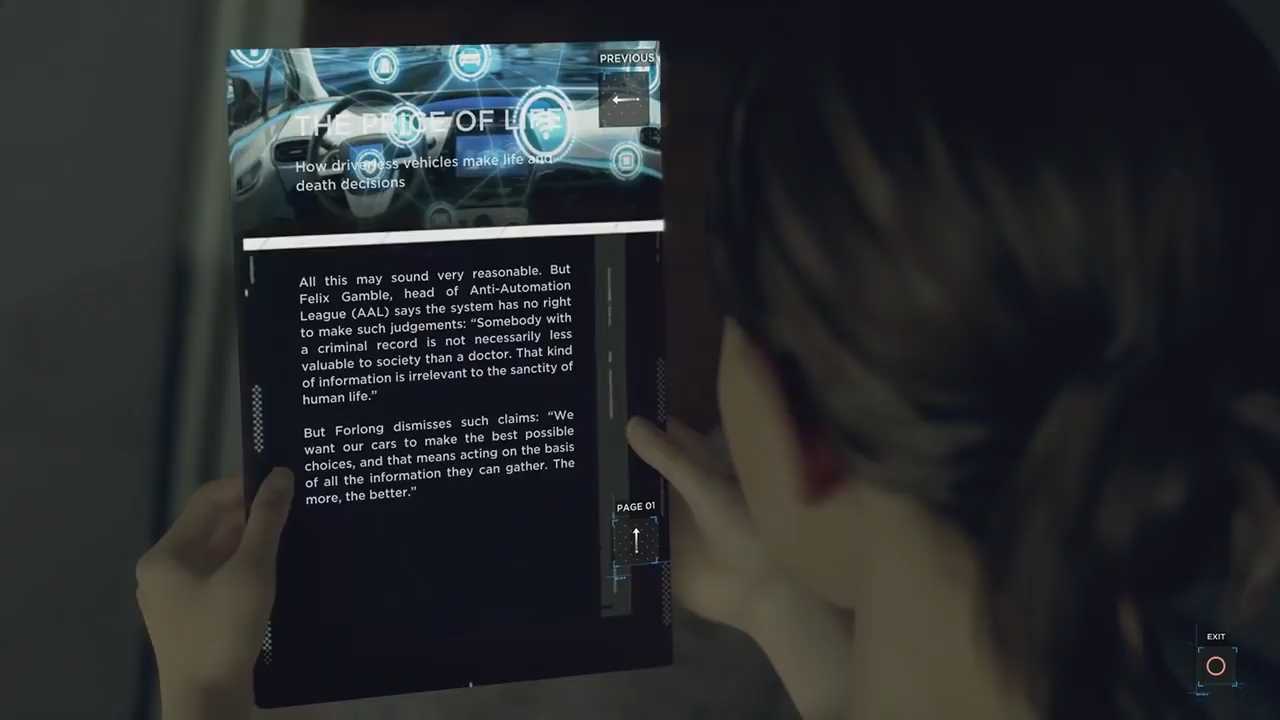 PREVIOUS
THE PRICE OF LIFE
How driverless vehicles make life and
death decisions
All this may sound very reasonable. But
Felix Gamble, head of Anti-Automation
League (AAL) says the system has no right
to make such judgements: “Somebody with
a criminal record is not necessarily less
valuable to society than a doctor. That kind
of information is irrelevant to the sanctity of
human life.”
But Forlong dismisses such claims: “We
want our cars to make the best possible
choices, and that means acting on the basis
of all the information they can gather. The
more, the better.”
PAGE 01
EXIT